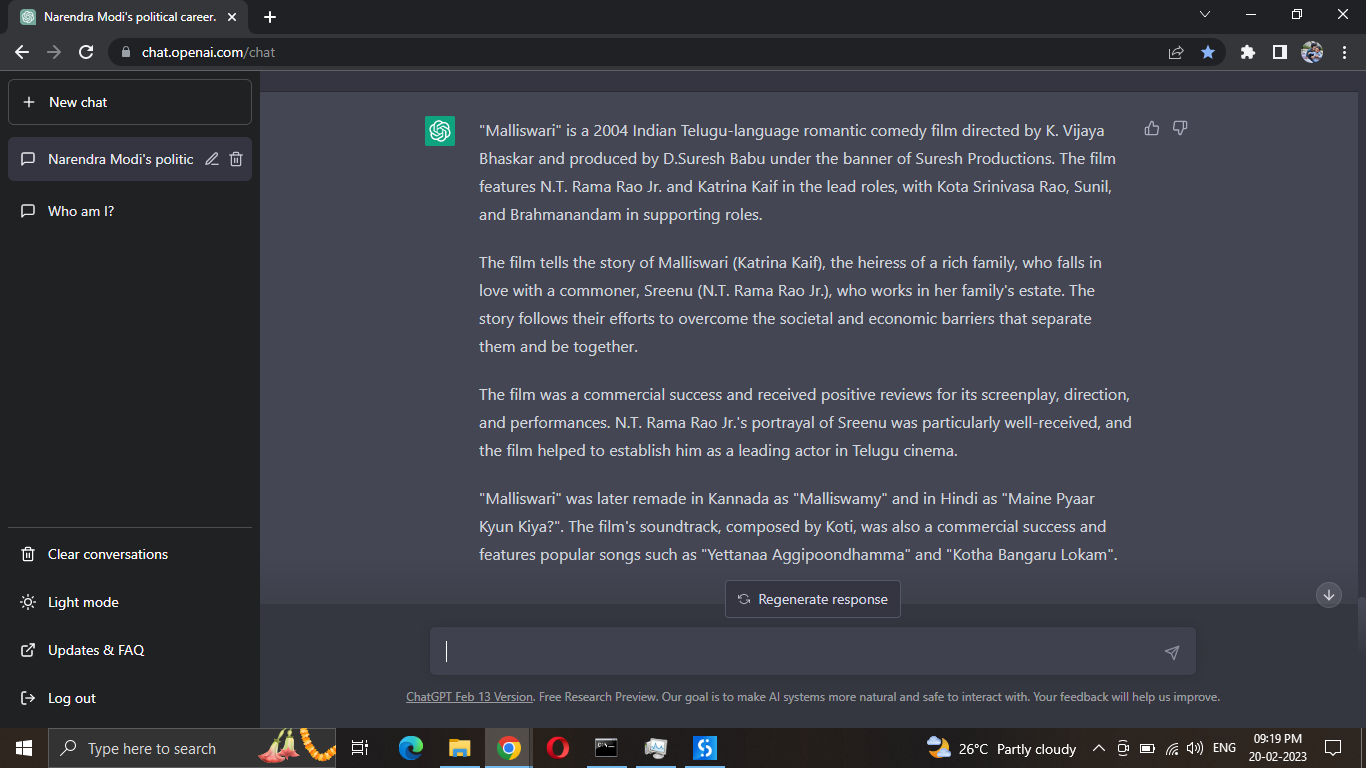 Narendra Modi's political career.
chat.openai.com/chat
New chat
Narendra Modi's politic
Who am I?
Clear conversations
Light mode
Updates & FAQ
Log out
"Malliswari" is a 2004 Indian Telugu-language romantic comedy film directed by K. Vijaya
Bhaskar and produced by D.Suresh Babu under the banner of Suresh Productions. The film
features N.T. Rama Rao Jr. and Katrina Kaif in the lead roles, with Kota Srinivasa Rao, Sunil,
and Brahmanandam in supporting roles.
The film tells the story of Malliswari (Katrina Kaif), the heiress of a rich family, who falls in
love with a commoner, Sreenu (N.T. Rama Rao Jr.), who works in her family's estate. The
story follows their efforts to overcome the societal and economic barriers that separate
them and be together.
The film was a commercial success and received positive reviews for its screenplay, direction,
and performances. N.T. Rama Rao Jr.'s portrayal of Sreenu was particularly well-received, and
the film helped to establish him as a leading actor in Telugu cinema.
"Malliswari" was later remade in Kannada as "Malliswamy" and in Hindi as "Maine Pyaar
Kyun Kiya?". The film's soundtrack, composed by Koti, was also a commercial success and
features popular songs such as "Yettanaa Aggipoondhamma" and "Kotha Bangaru Lokam".
Regenerate response
ChatGPT Feb 13 Version. Free Research Preview. Our goal is to make AI systems more natural and safe to interact with. Your feedback will help us improve.
Type here to search
26°C Partly cloudy
ENG
09:19 PM
20-02-2023